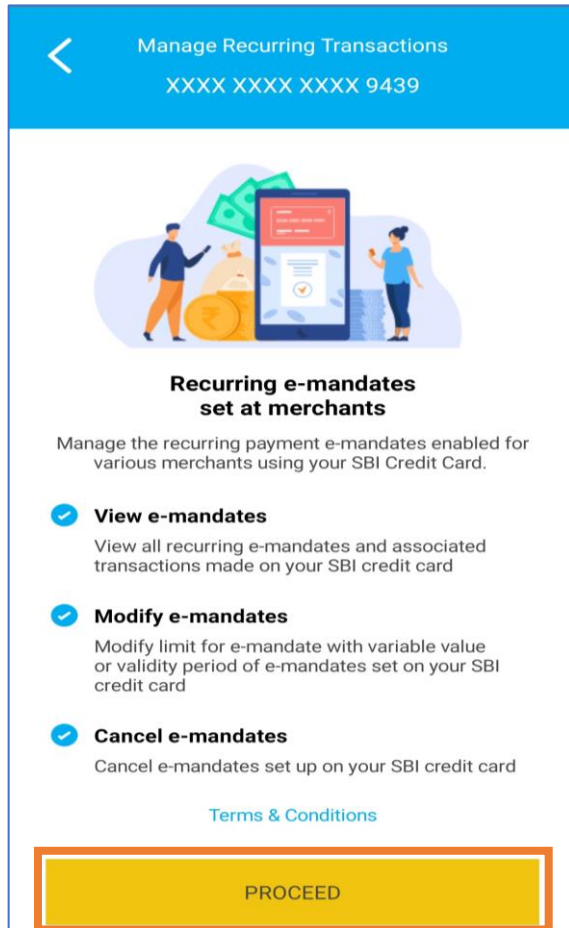 Manage Recurring Transactions
XXXX XXXX XXXX 9439
Recurring e-mandates
set at merchants
Manage the recurring payment e-mandates enabled for
various merchants using your SBI Credit Card.
View e-mandates
View all recurring e-mandates and associated
transactions made on your SBI credit card
Modify e-mandates
Modify limit for e-mandate with variable value
or validity period of e-mandates set on your SBI
credit card
Cancel e-mandates
Cancel e-mandates set up on your SBI credit card
Terms & Conditions
PROCEED